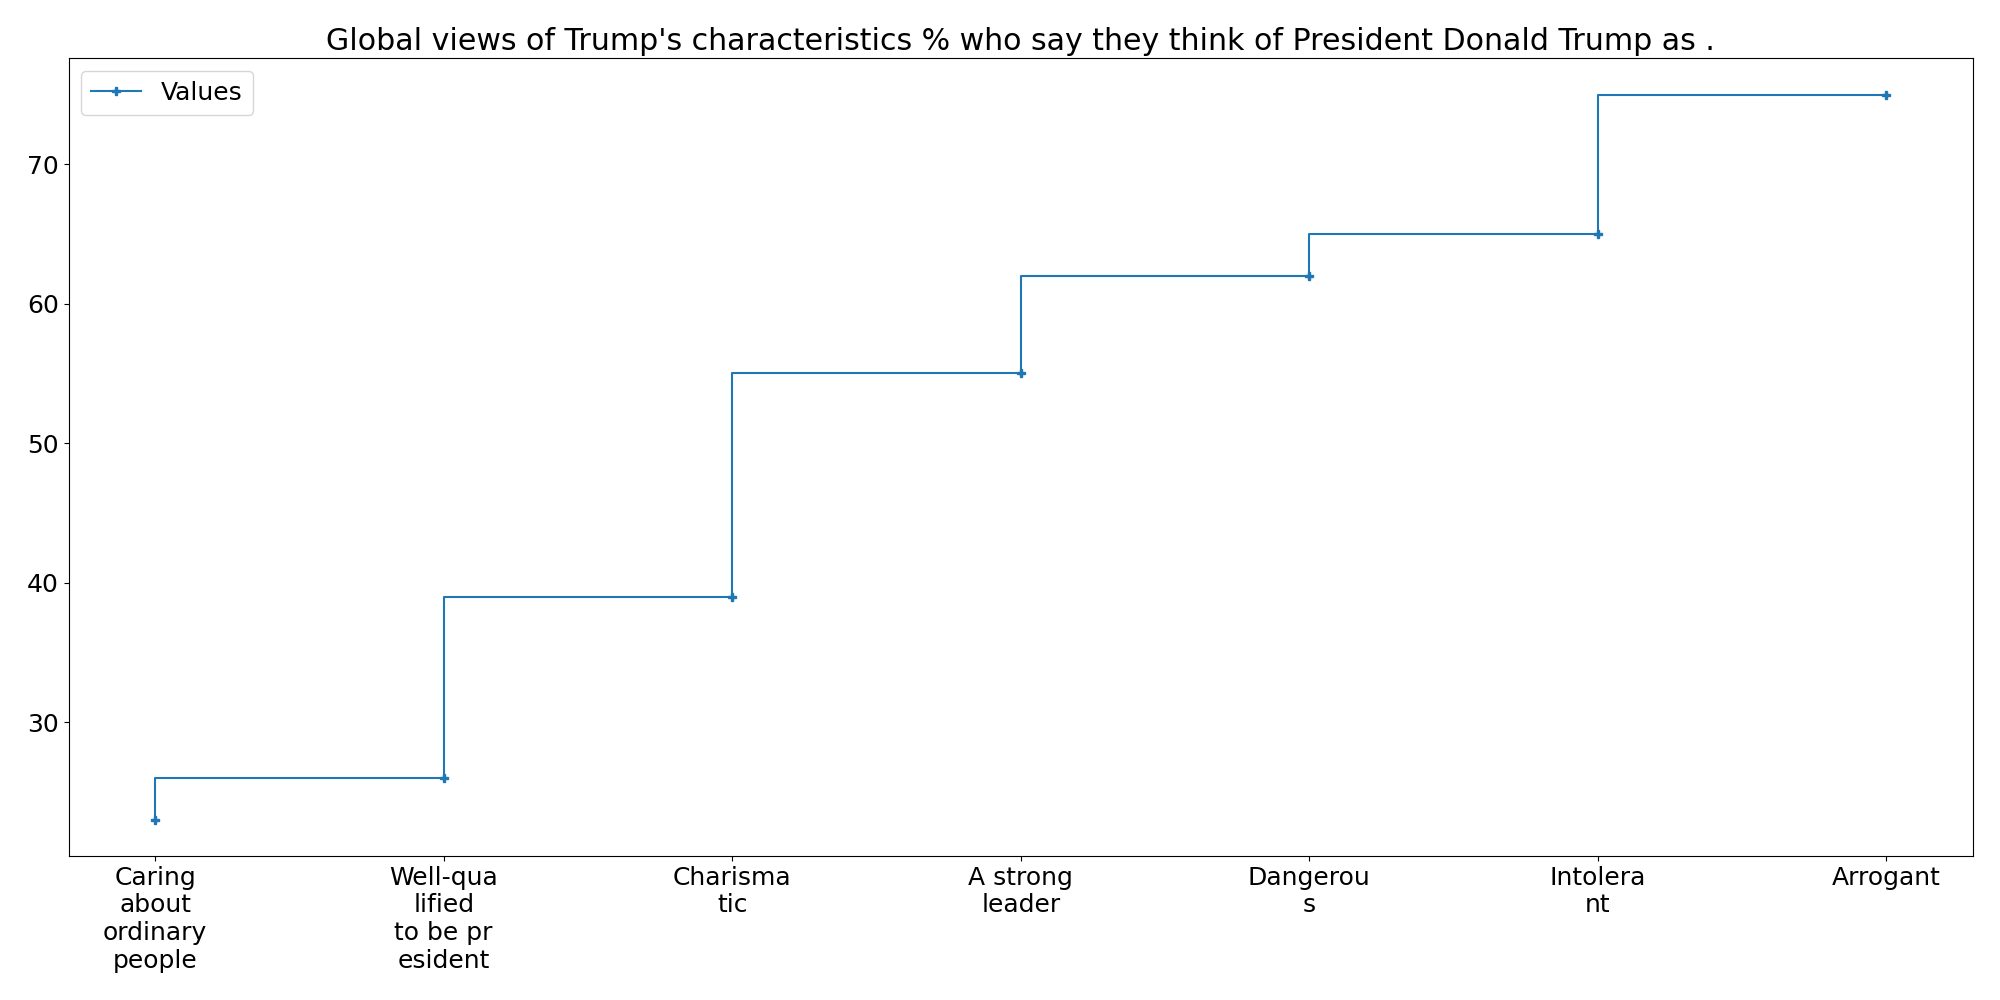 Global views of Trump's characteristics % who say they think of President Donald Trump as .
Values
70
60
50
40
30
Caring
about
ordinary
people
Well-qua
lified
to be pr
esident
Charisma
tic
A strong
leader
Dangerou
s
Intolera
nt
Arrogant